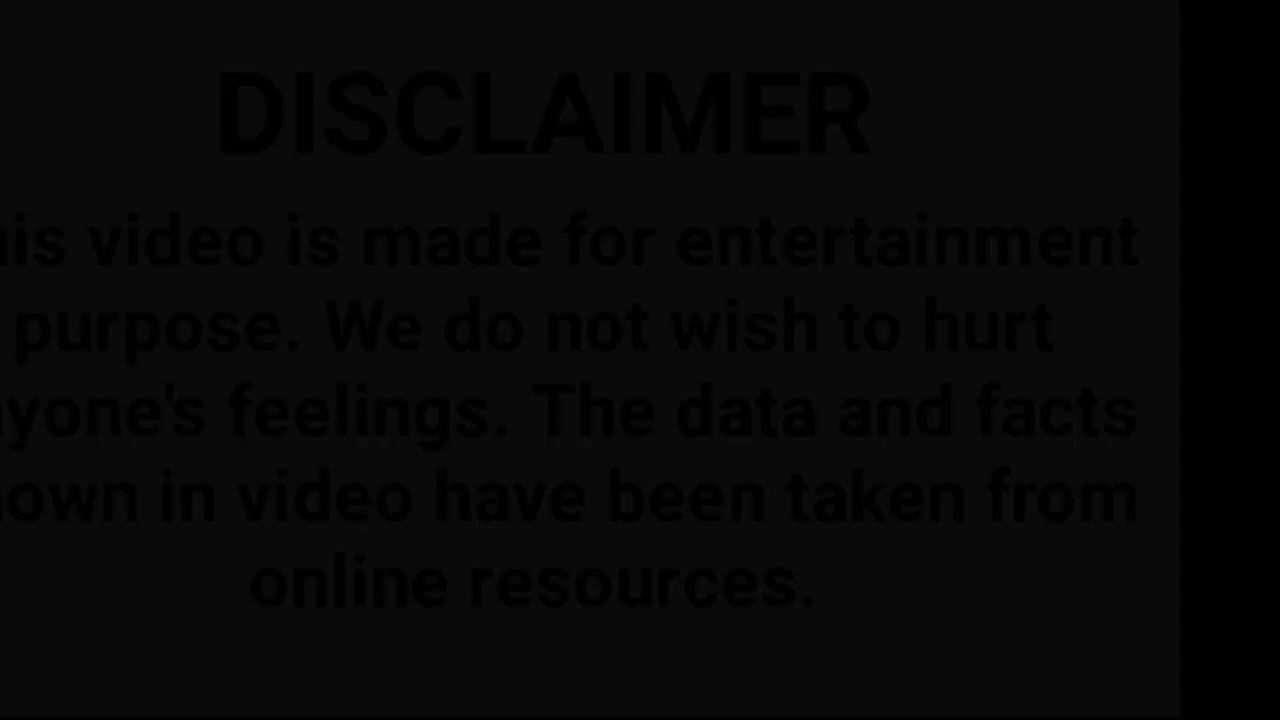 DISCLAIMER
his video is made for entertainment
purpose. We do not wish to hurt
yone's feelings. The data and facts
own in video have been taken from
online resources.